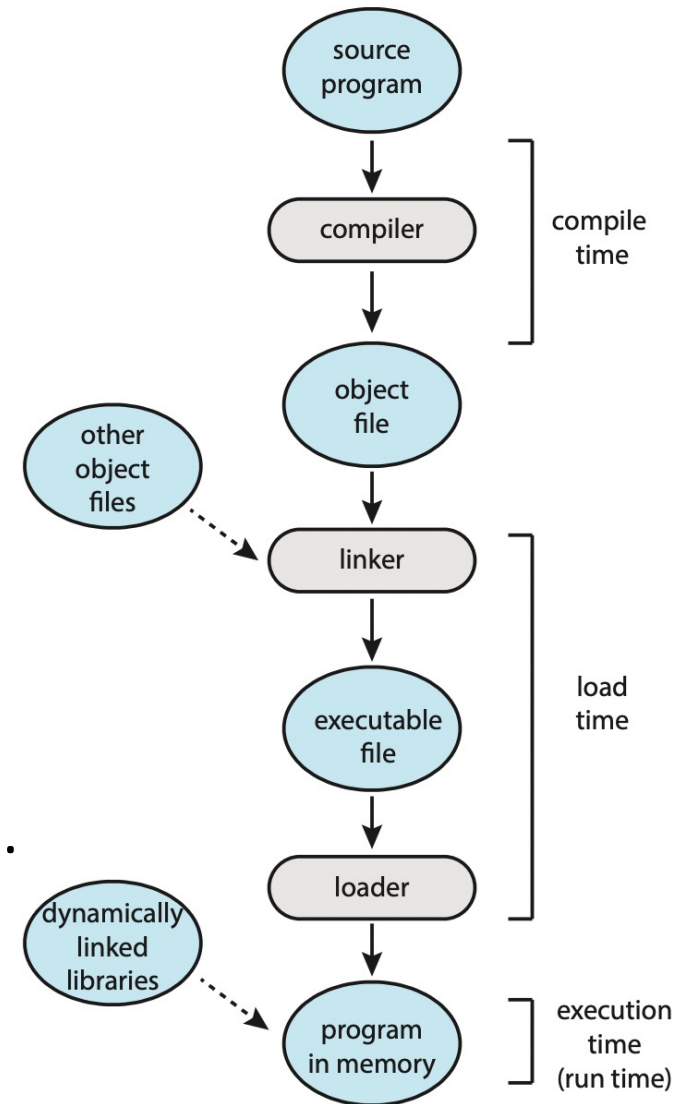 source
program
compiler
compile
time
object
file
other
object
files
linker
load
time
executable
file
loader
dynamically
linked
libraries
program
in memory
execution
time
(run time)